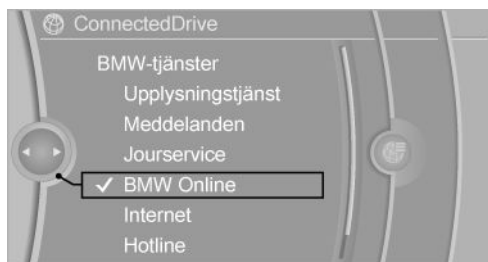 ConnectedDrive
BMW-tjänster
Upplysningstjänst
Meddelanden
Jourservice
✓ BMW Online
Internet
Hotline